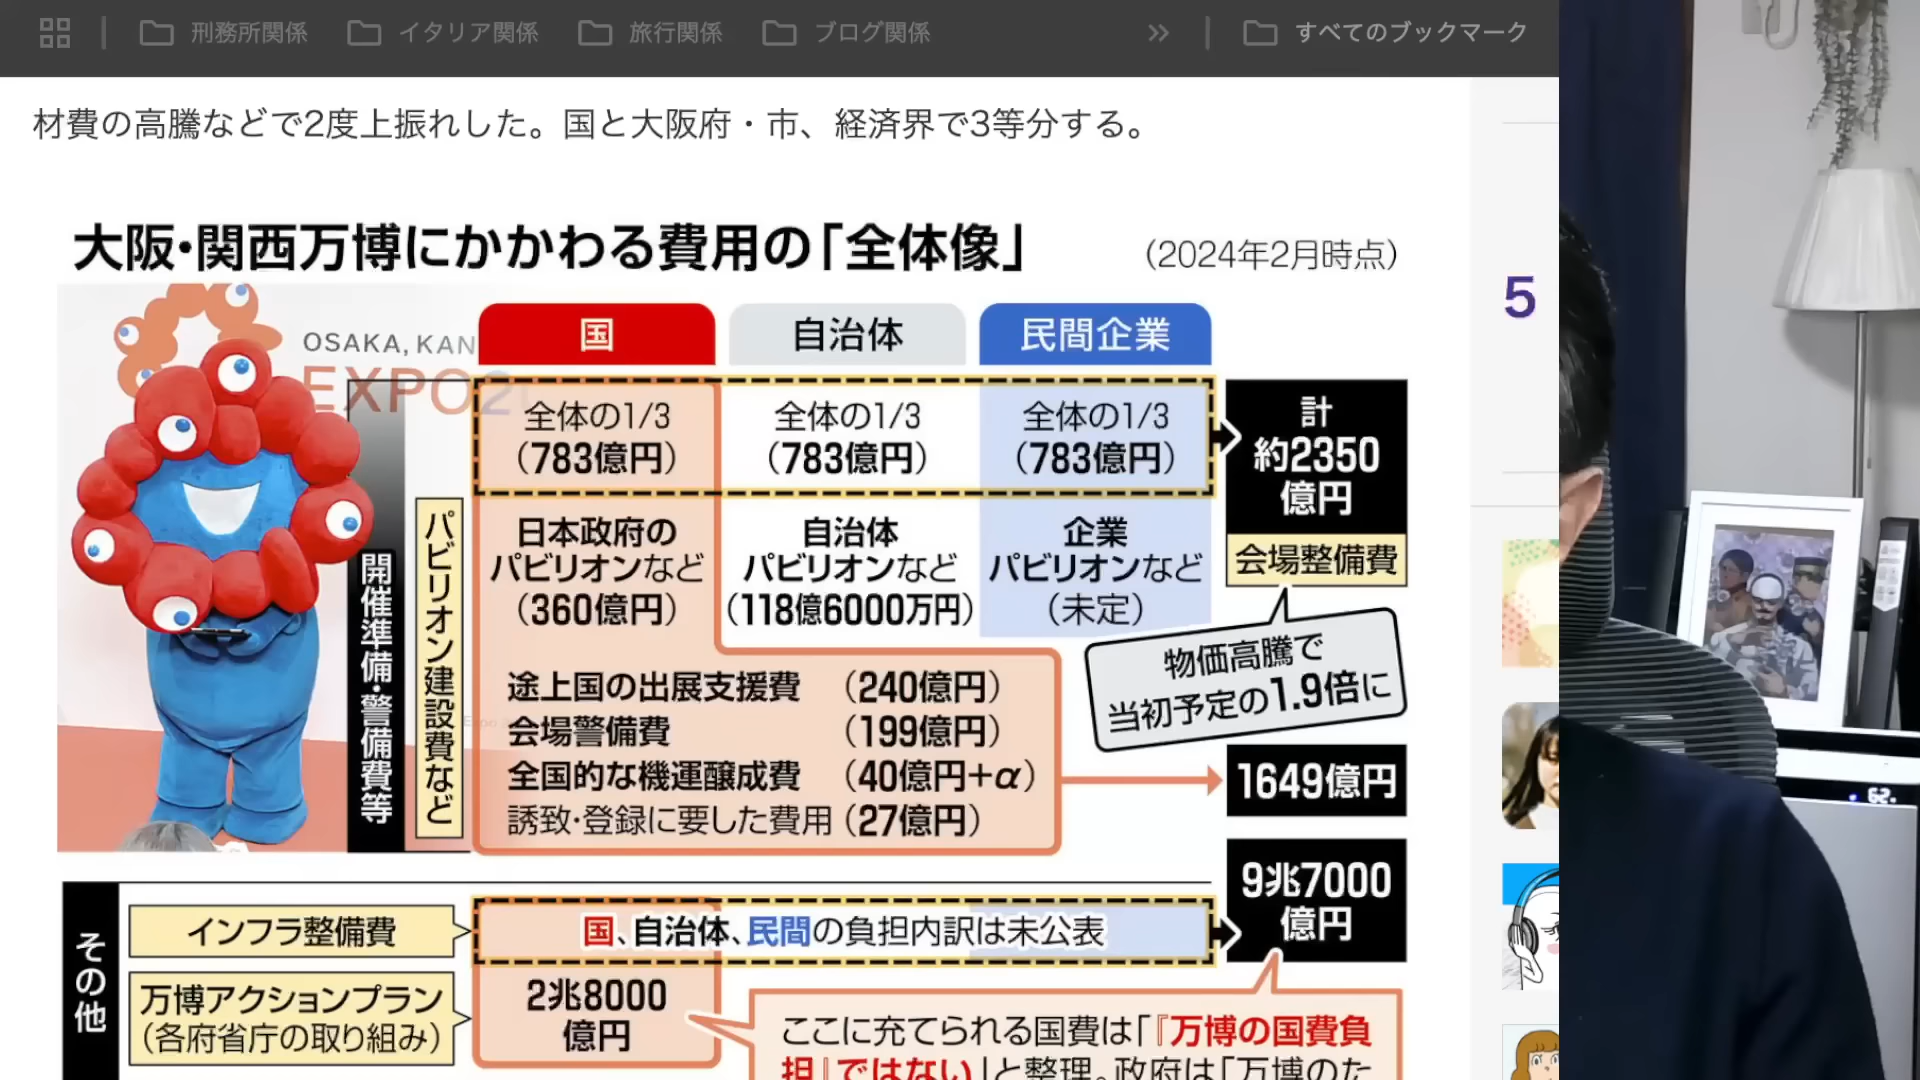 刑務所関係
イタリア関係
旅行関係
ブログ関係
»
すべてのブックマーク
材費の高騰などで2度上振れした。国と大阪府・市、経済界で3等分する。
大阪・関西万博にかかわる費用の「全体像」
(2024年2月時点)
OSAKA, KAN
EXPO2
国
自治体
民間企業
開催準備・警備費等
パビリオン建設費など
全体の1/3
(783億円)
全体の1/3
(783億円)
全体の1/3
(783億円)
計
約2350
億円
会場整備費
日本政府の
パビリオンなど
(360億円)
自治体
パビリオンなど
(118億6000万円)
企業
パビリオンなど
(未定)
物価高騰で
当初予定の1.9倍に
途上国の出展支援費 (240億円)
会場警備費 (199億円)
全国的な機運醸成費 (40億円+α)
誘致・登録に要した費用 (27億円)
1649億円
その他
インフラ整備費
国、自治体、民間の負担内訳は未公表
9兆7000
億円
万博アクションプラン
(各府省庁の取り組み)
2兆8000
億円
ここに充てられる国費は「『万博の国費負
担』ではない」と整理。政府は「万博のた
5
62